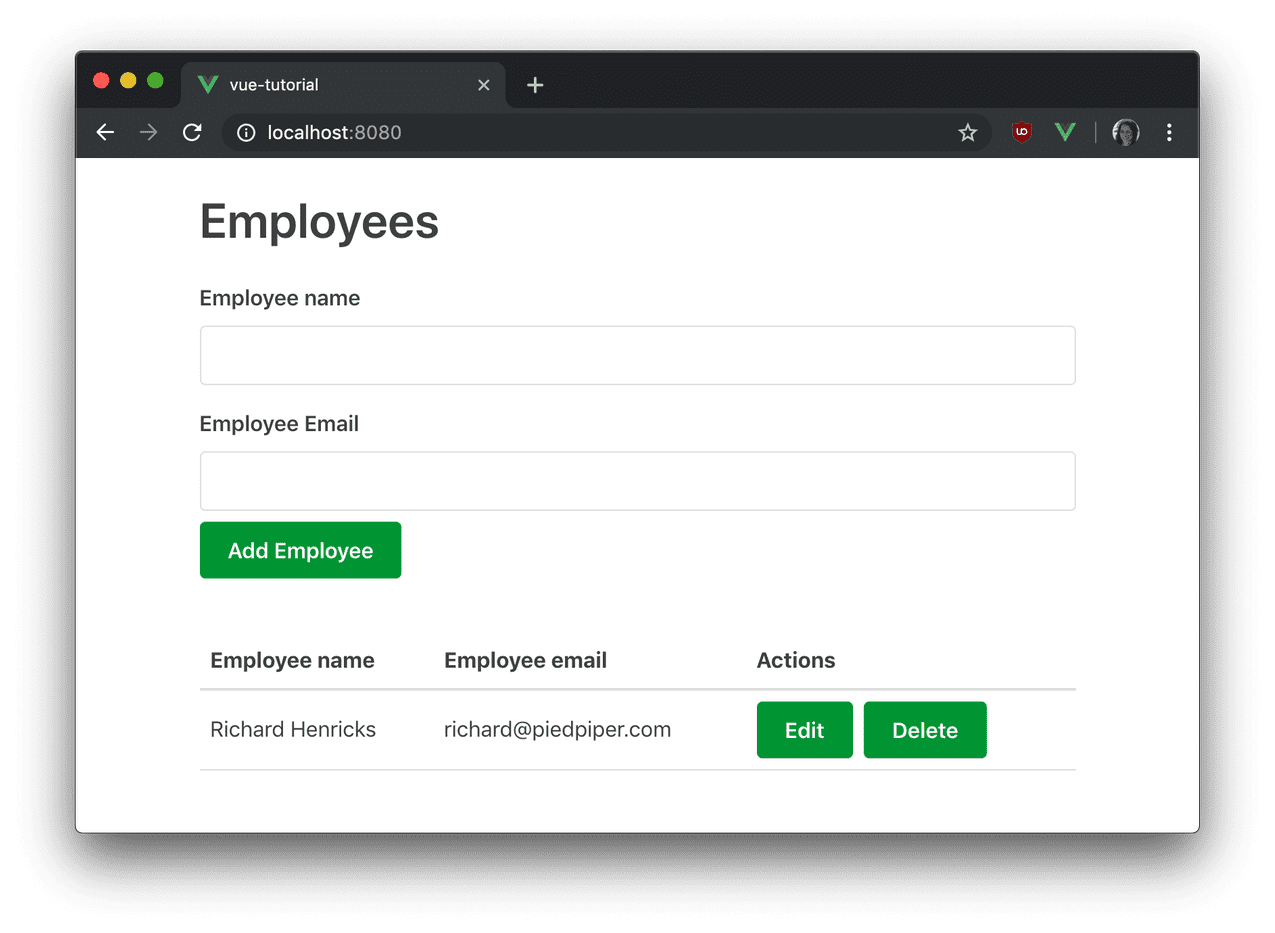 vue-tutorial
localhost:8080
Employees
Employee name
Employee Email
Add Employee
Employee name Employee email Actions
Richard Henricks richard@piedpiper.com Edit Delete